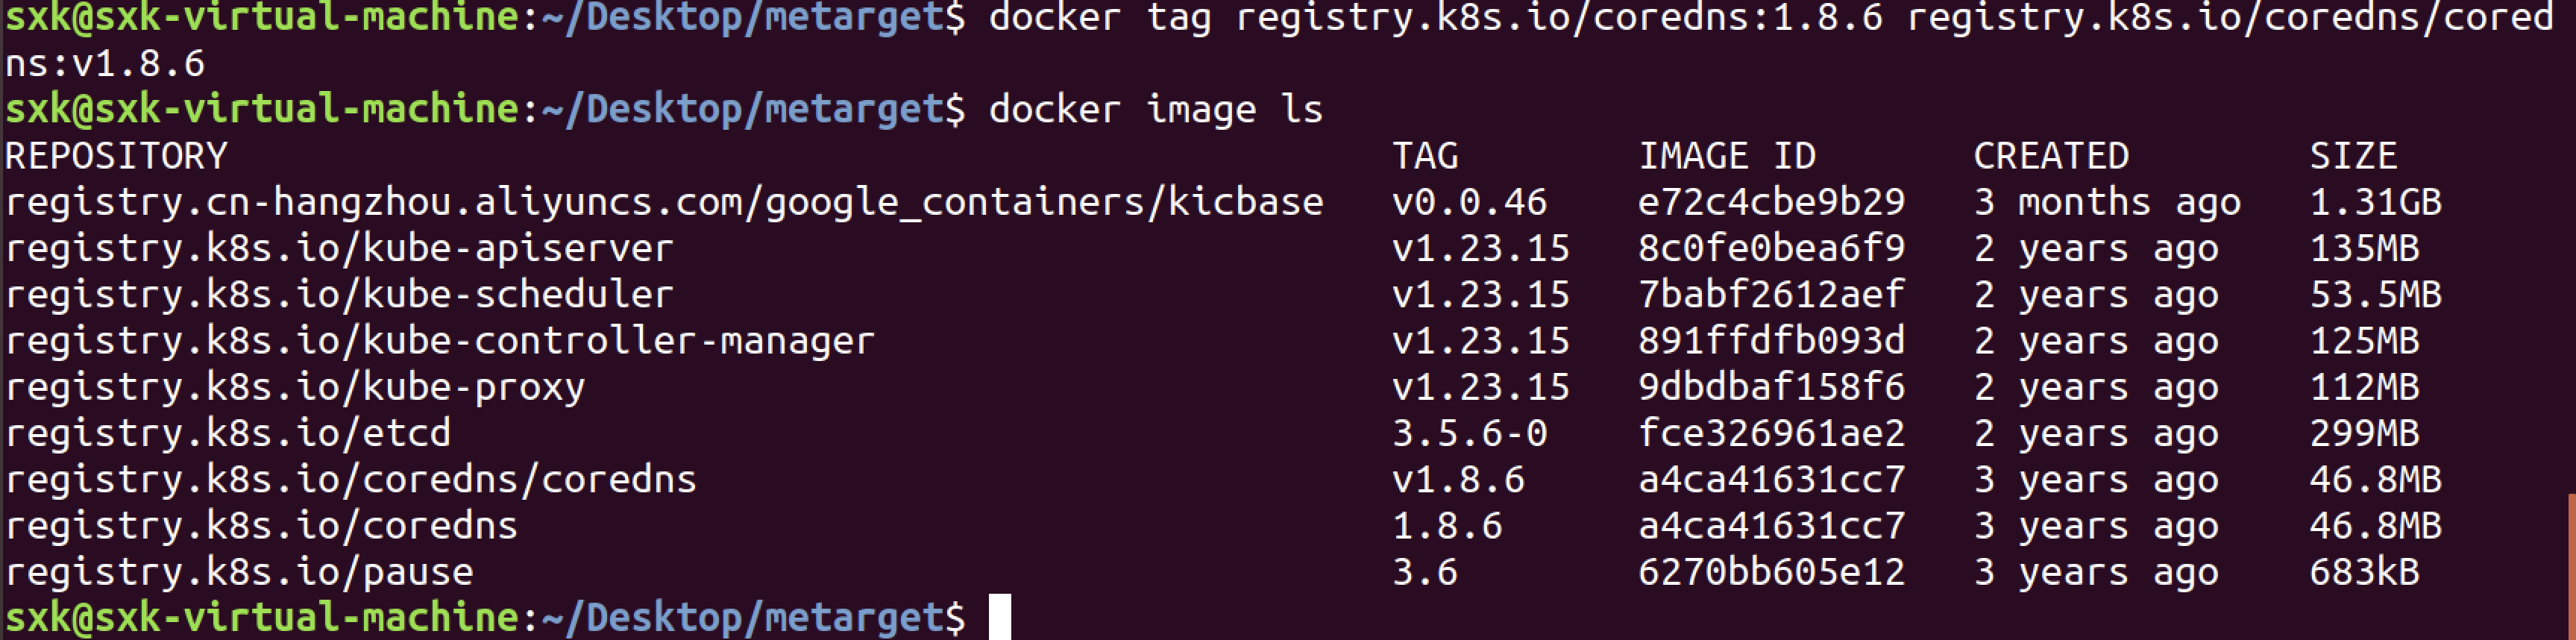 sxk@sxk-virtual-machine:~/Desktop/metarget$ docker tag registry.k8s.io/coredns:1.8.6 registry.k8s.io/coredns/cored
ns:v1.8.6
sxk@sxk-virtual-machine:~/Desktop/metarget$ docker image ls
REPOSITORY TAG IMAGE ID CREATED SIZE
registry.cn-hangzhou.aliyuncs.com/google_containers/kicbase v0.0.46 e72c4cbe9b29 3 months ago 1.31GB
registry.k8s.io/kube-apiserver v1.23.15 8c0fe0bea6f9 2 years ago 135MB
registry.k8s.io/kube-scheduler v1.23.15 7babf2612aef 2 years ago 53.5MB
registry.k8s.io/kube-controller-manager v1.23.15 891ffdfb093d 2 years ago 125MB
registry.k8s.io/kube-proxy v1.23.15 9dbdbaf158f6 2 years ago 112MB
registry.k8s.io/etcd 3.5.6-0 fce326961ae2 2 years ago 299MB
registry.k8s.io/coredns/coredns v1.8.6 a4ca41631cc7 3 years ago 46.8MB
registry.k8s.io/coredns 1.8.6 a4ca41631cc7 3 years ago 46.8MB
registry.k8s.io/pause 3.6 6270bb605e12 3 years ago 683kB
sxk@sxk-virtual-machine:~/Desktop/metarget$